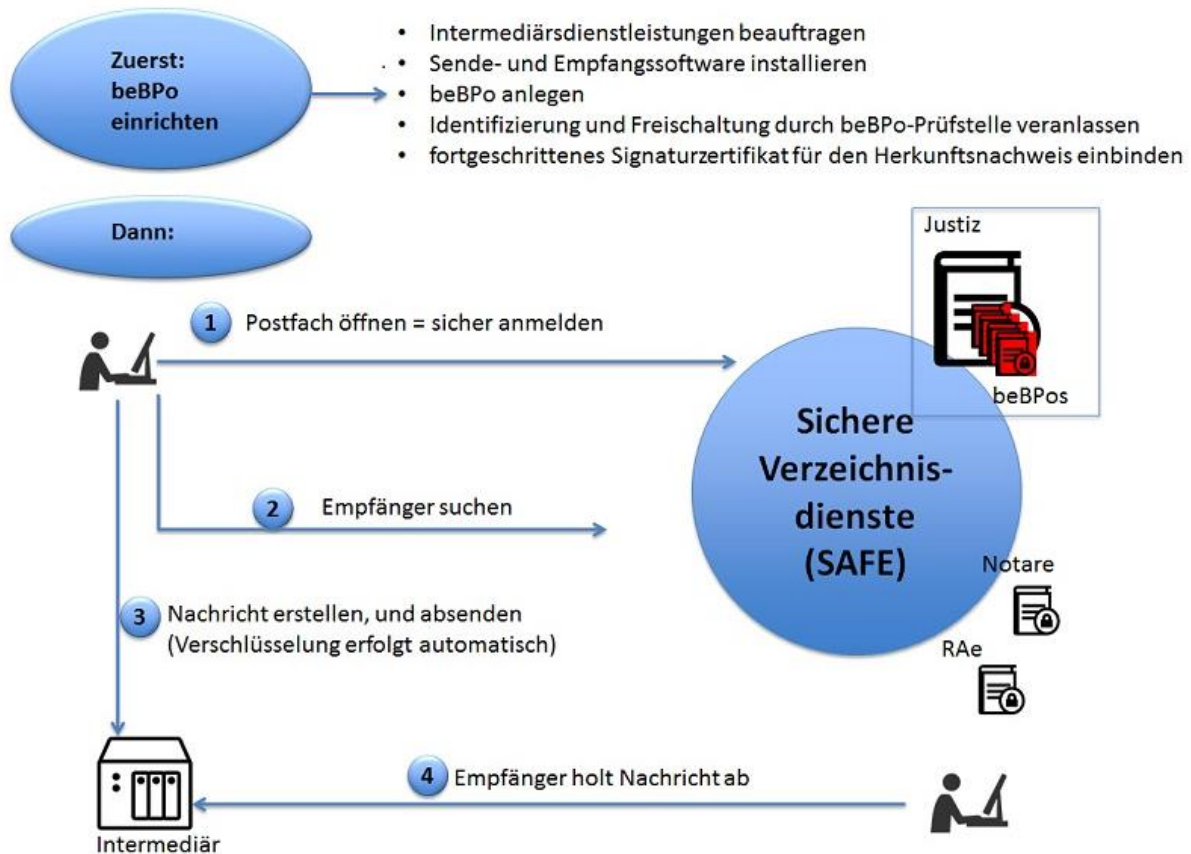 Zuerst:
beBPo
einrichten
• Intermediärsdienstleistungen beauftragen
• Sende- und Empfangssoftware installieren
• beBPo anlegen
• Identifizierung und Freischaltung durch beBPo-Prüfstelle veranlassen
• fortgeschrittenes Signaturzertifikat für den Herkunftsnachweis einbinden
Dann:
Justiz
beBPos
1 Postfach öffnen = sicher anmelden
Sichere
Verzeichnis-
dienste
(SAFE)
2 Empfänger suchen
Notare
RAe
3 Nachricht erstellen, und absenden
(Verschlüsselung erfolgt automatisch)
4 Empfänger holt Nachricht ab
Intermediär